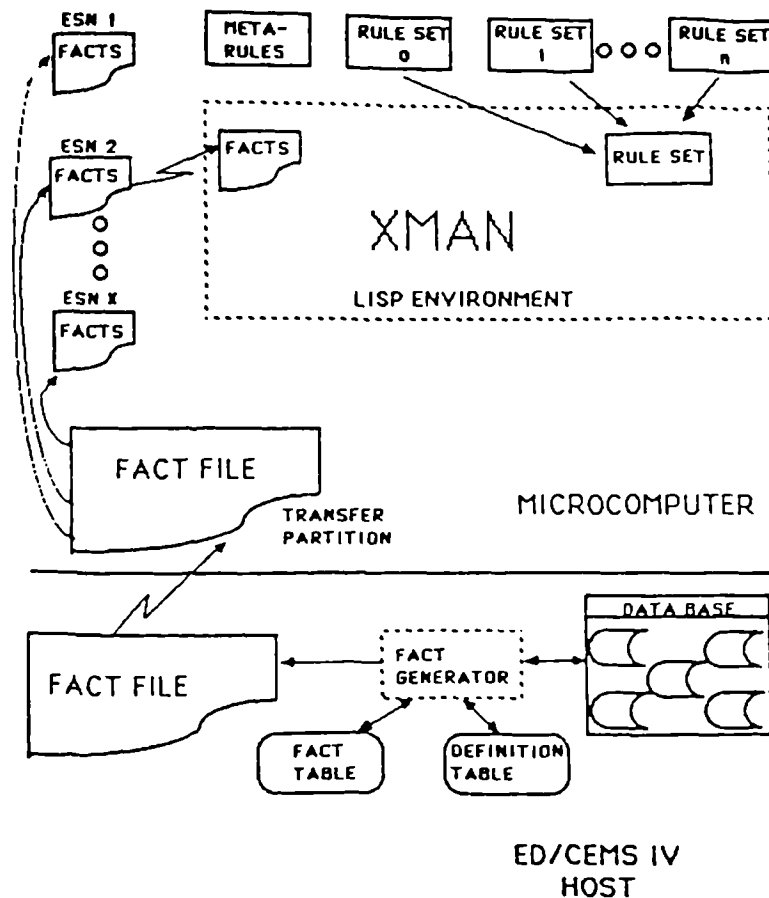 ESN 1
FACTS
META-
RULES
RULE SET
0
RULE SET
1
RULE SET
n
ESN 2
FACTS
FACTS
RULE SET
XMAN
LISP ENVIRONMENT
ESN X
FACTS
FACT FILE
TRANSFER
PARTITION
MICROCOMPUTER
FACT FILE
FACT
GENERATOR
DATA BASE
FACT
TABLE
DEFINITION
TABLE
ED/CEMS IV
HOST